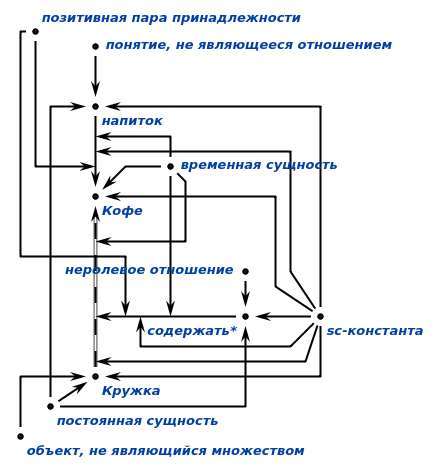 позитивная пара принадлежности
понятие, не являющееся отношением
напиток
временная сущность
Кофе
неролевое отношение
содержать*
sc-константа
Кружка
постоянная сущность
объект, не являющийся множеством